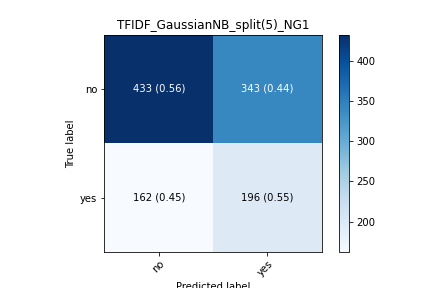 TFIDF_GaussianNB_split(5)_NG1
no 433 (0.56) 343 (0.44)
yes 162 (0.45) 196 (0.55)
True label
no yes
Predicted label
400
350
300
250
200